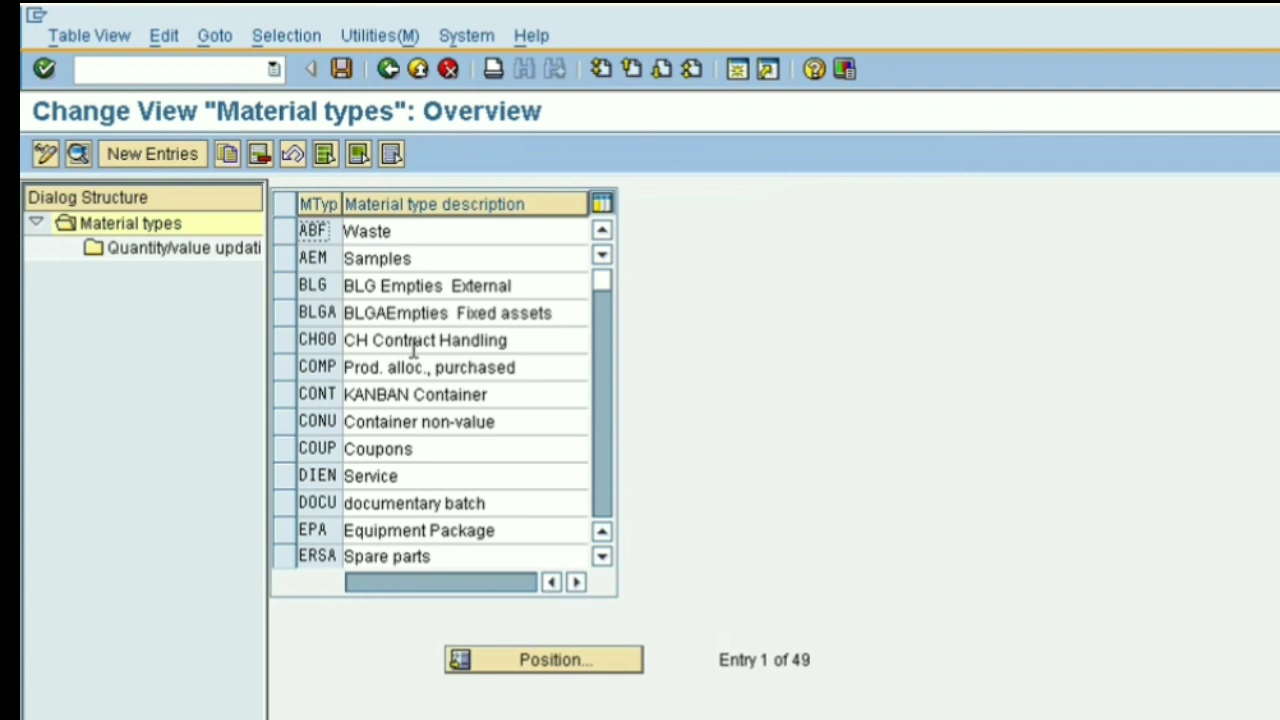 Table View Edit Goto Selection Utilities(M) System Help
Change View "Material types": Overview
New Entries
Dialog Structure
Material types
Quantity/value updati
MTyp Material type description
ABF Waste
AEM Samples
BLG BLG Empties External
BLGA BLGAEmpties Fixed assets
CH00 CH Contract Handling
COMP Prod. alloc., purchased
CONT KANBAN Container
CONU Container non-value
COUP Coupons
DIEN Service
DOCU documentary batch
EPA Equipment Package
ERSA Spare parts
Position... Entry 1 of 49